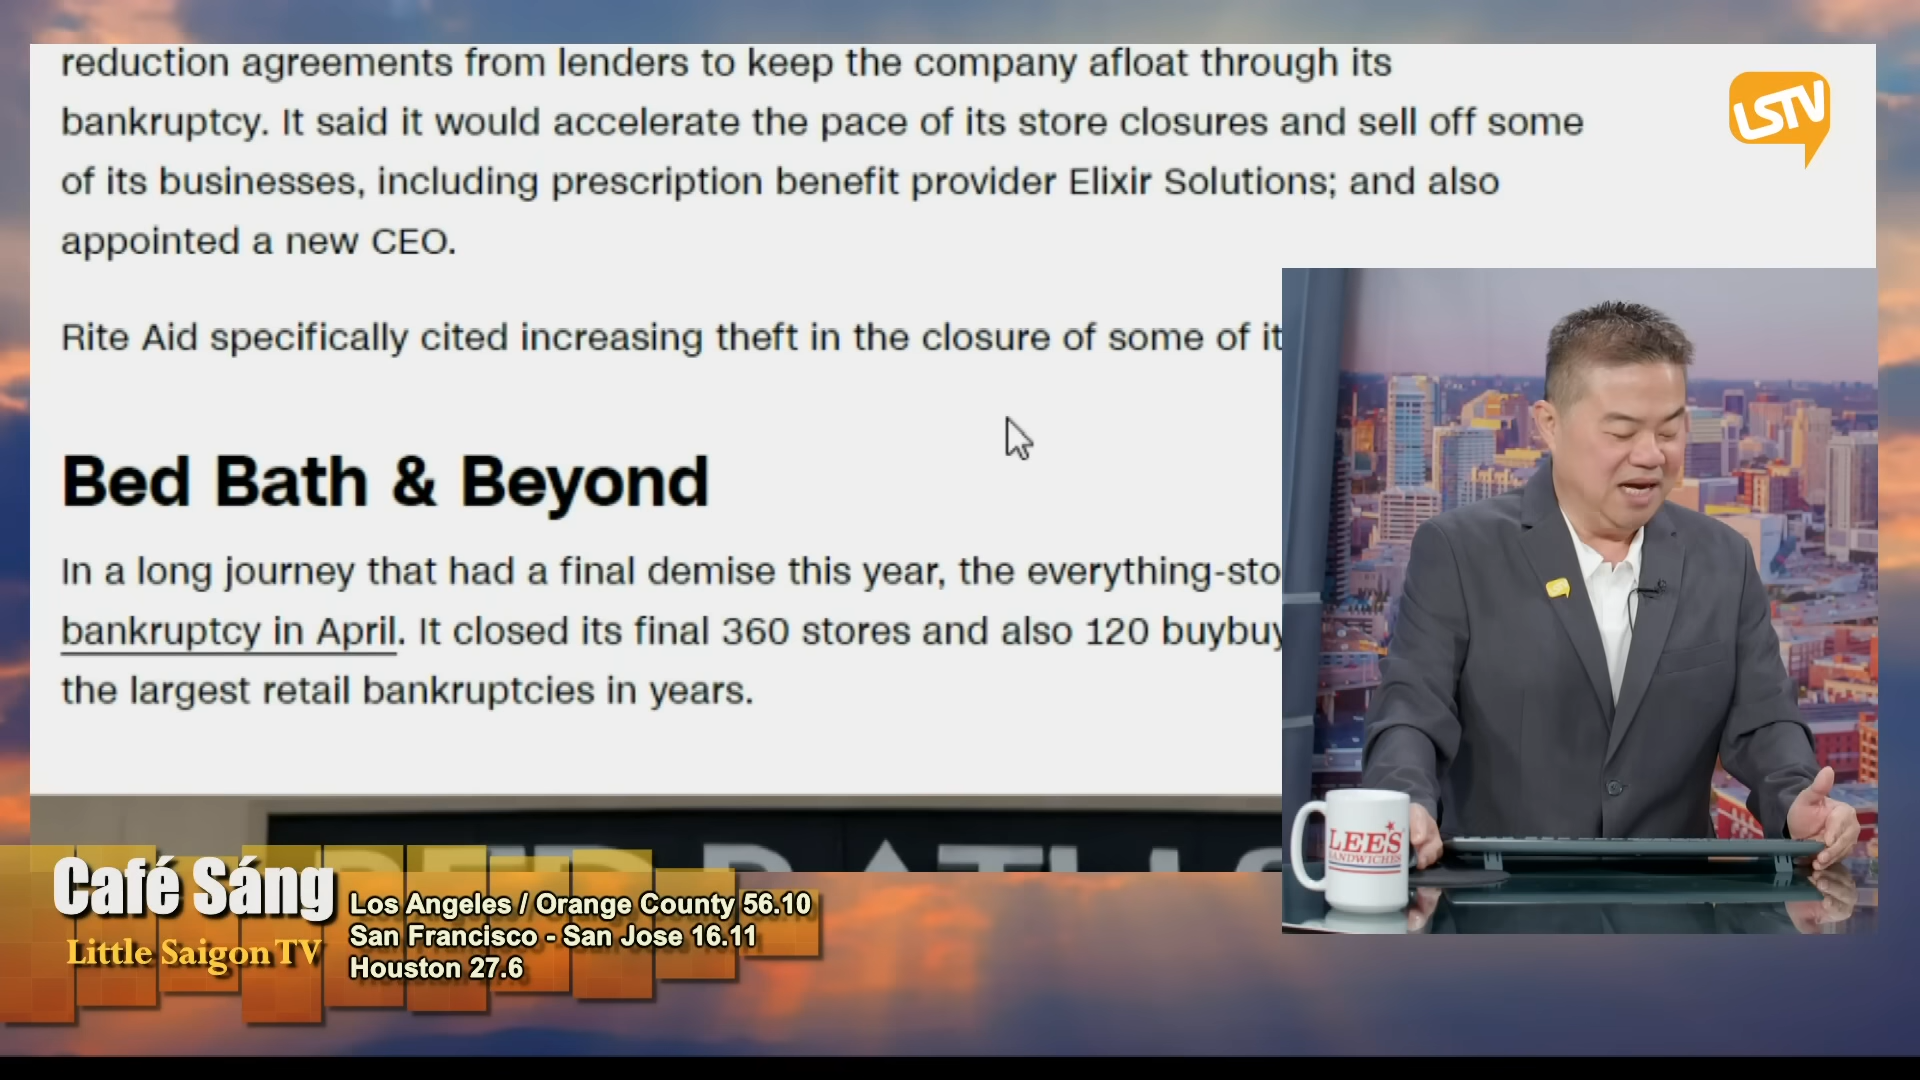 reduction agreements from lenders to keep the company afloat through its
bankruptcy. It said it would accelerate the pace of its store closures and sell off some
of its businesses, including prescription benefit provider Elixir Solutions; and also
appointed a new CEO.
Rite Aid specifically cited increasing theft in the closure of some of it
Bed Bath & Beyond
In a long journey that had a final demise this year, the everything-sto
bankruptcy in April. It closed its final 360 stores and also 120 buybuy
the largest retail bankruptcies in years.
LSTV
LEE'S
SANDWICHES
Café Sáng
Little Saigon TV
Los Angeles / Orange County 56.10
San Francisco - San Jose 16.11
Houston 27.6